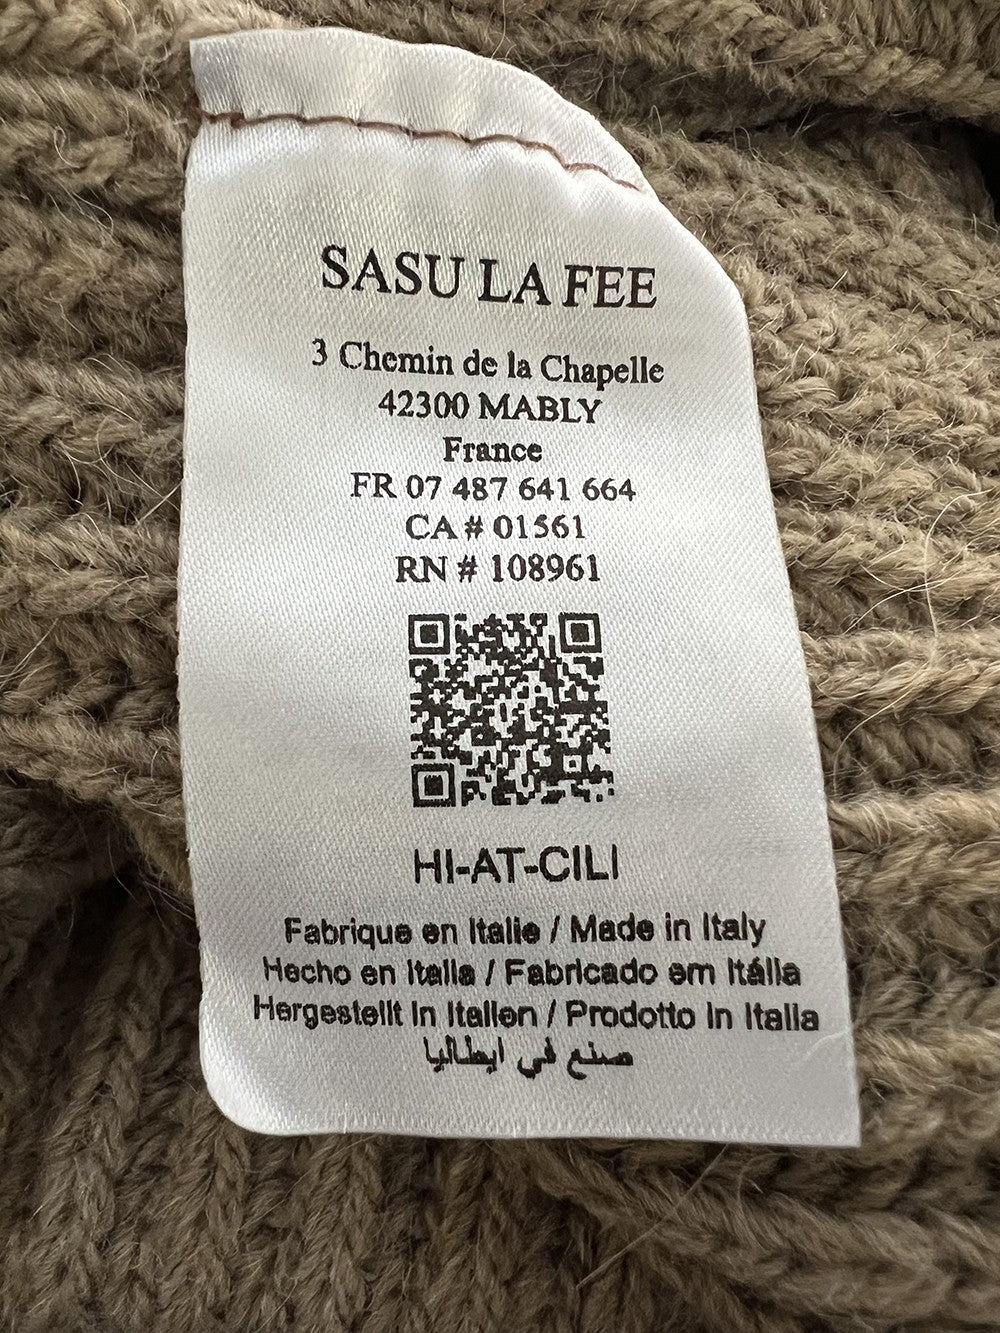 SASU LA FEE
3 Chemin de la Chapelle
42300 MABLY
France
FR 07 487 641 664
CA # 01561
RN # 108961
HI-AT-CILI
Fabrique en Italie / Made in Italy
Hecho en Italia / Fabricado em Itália
Hergestellt in Italien / Prodotto in Italia
صنع في ايطاليا